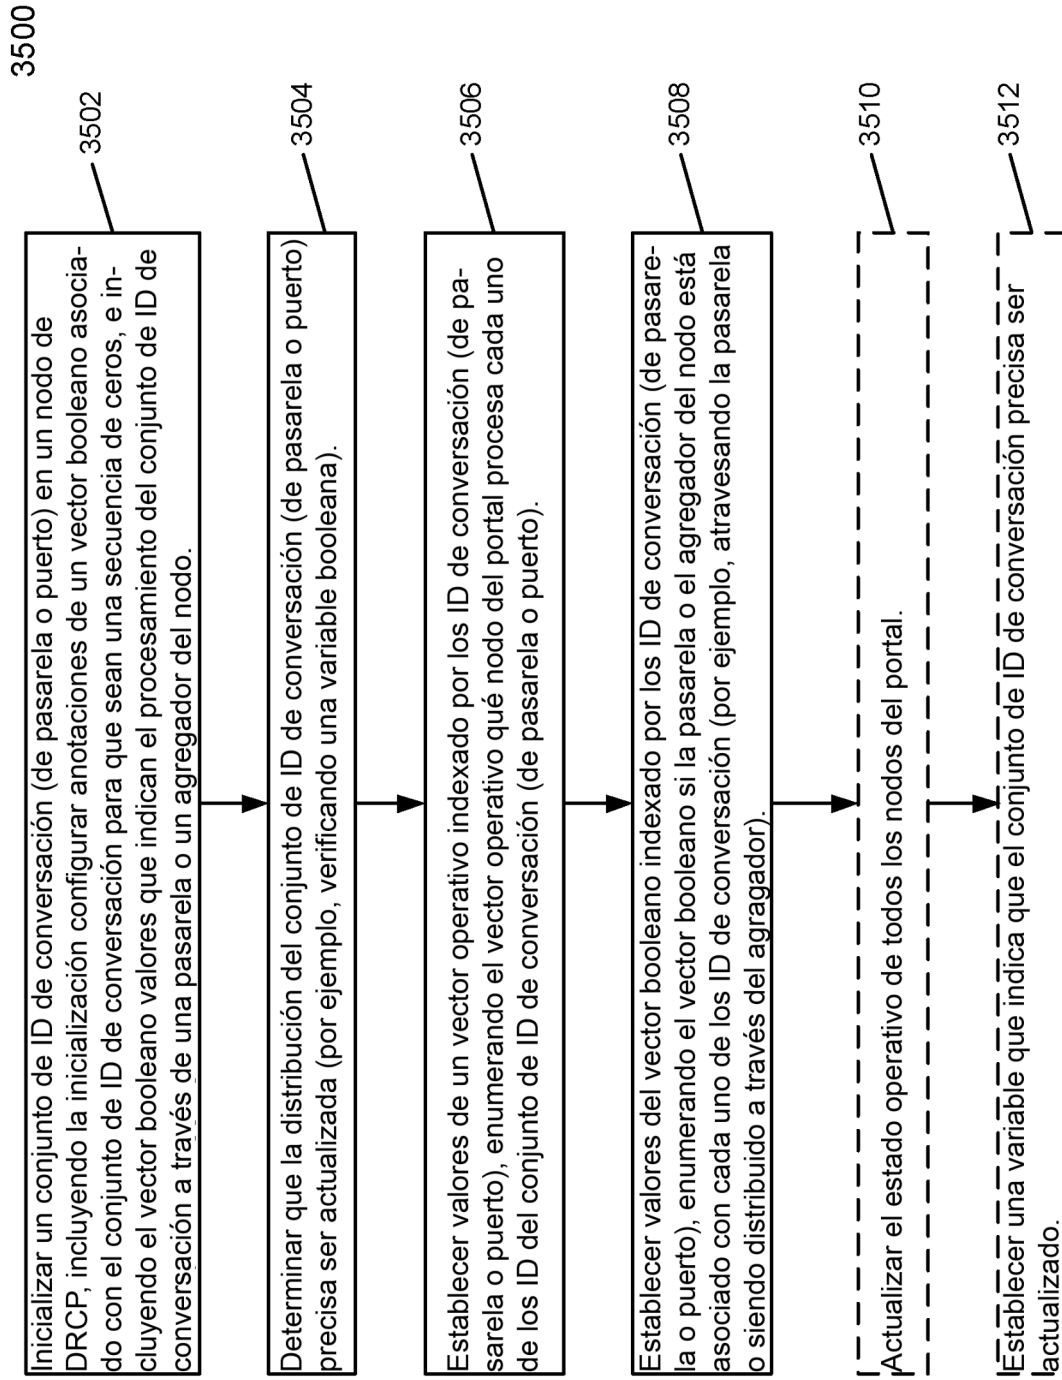 3500
Inicializar un conjunto de ID de conversación (de pasarela o puerto) en un nodo de
DRCP, incluyendo la inicialización configurar anotaciones de un vector booleano asocia-
do con el conjunto de ID de conversación para que sean una secuencia de ceros, e in-
cluyendo el vector booleano valores que indican el procesamiento del conjunto de ID de
conversación a través de una pasarela o un agregador del nodo.
3502
Determinar que la distribución del conjunto de ID de conversación (de pasarela o puerto)
precisa ser actualizada (por ejemplo, verificando una variable booleana).
3504
Establecer valores de un vector operativo indexado por los ID de conversación (de pa-
sarela o puerto), enumerando el vector operativo qué nodo del portal procesa cada uno
de los ID del conjunto de ID de conversación (de pasarela o puerto).
3506
Establecer valores del vector booleano indexado por los ID de conversación (de pasare-
la o puerto), enumerando el vector booleano si la pasarela o el agregador del nodo está
asociado con cada uno de los ID de conversación (por ejemplo, atravesando la pasarela
o siendo distribuido a través del agragador).
3508
Actualizar el estado operativo de todos los nodos del portal.
3510
Establecer una variable que indica que el conjunto de ID de conversación precisa ser
actualizado.
3512